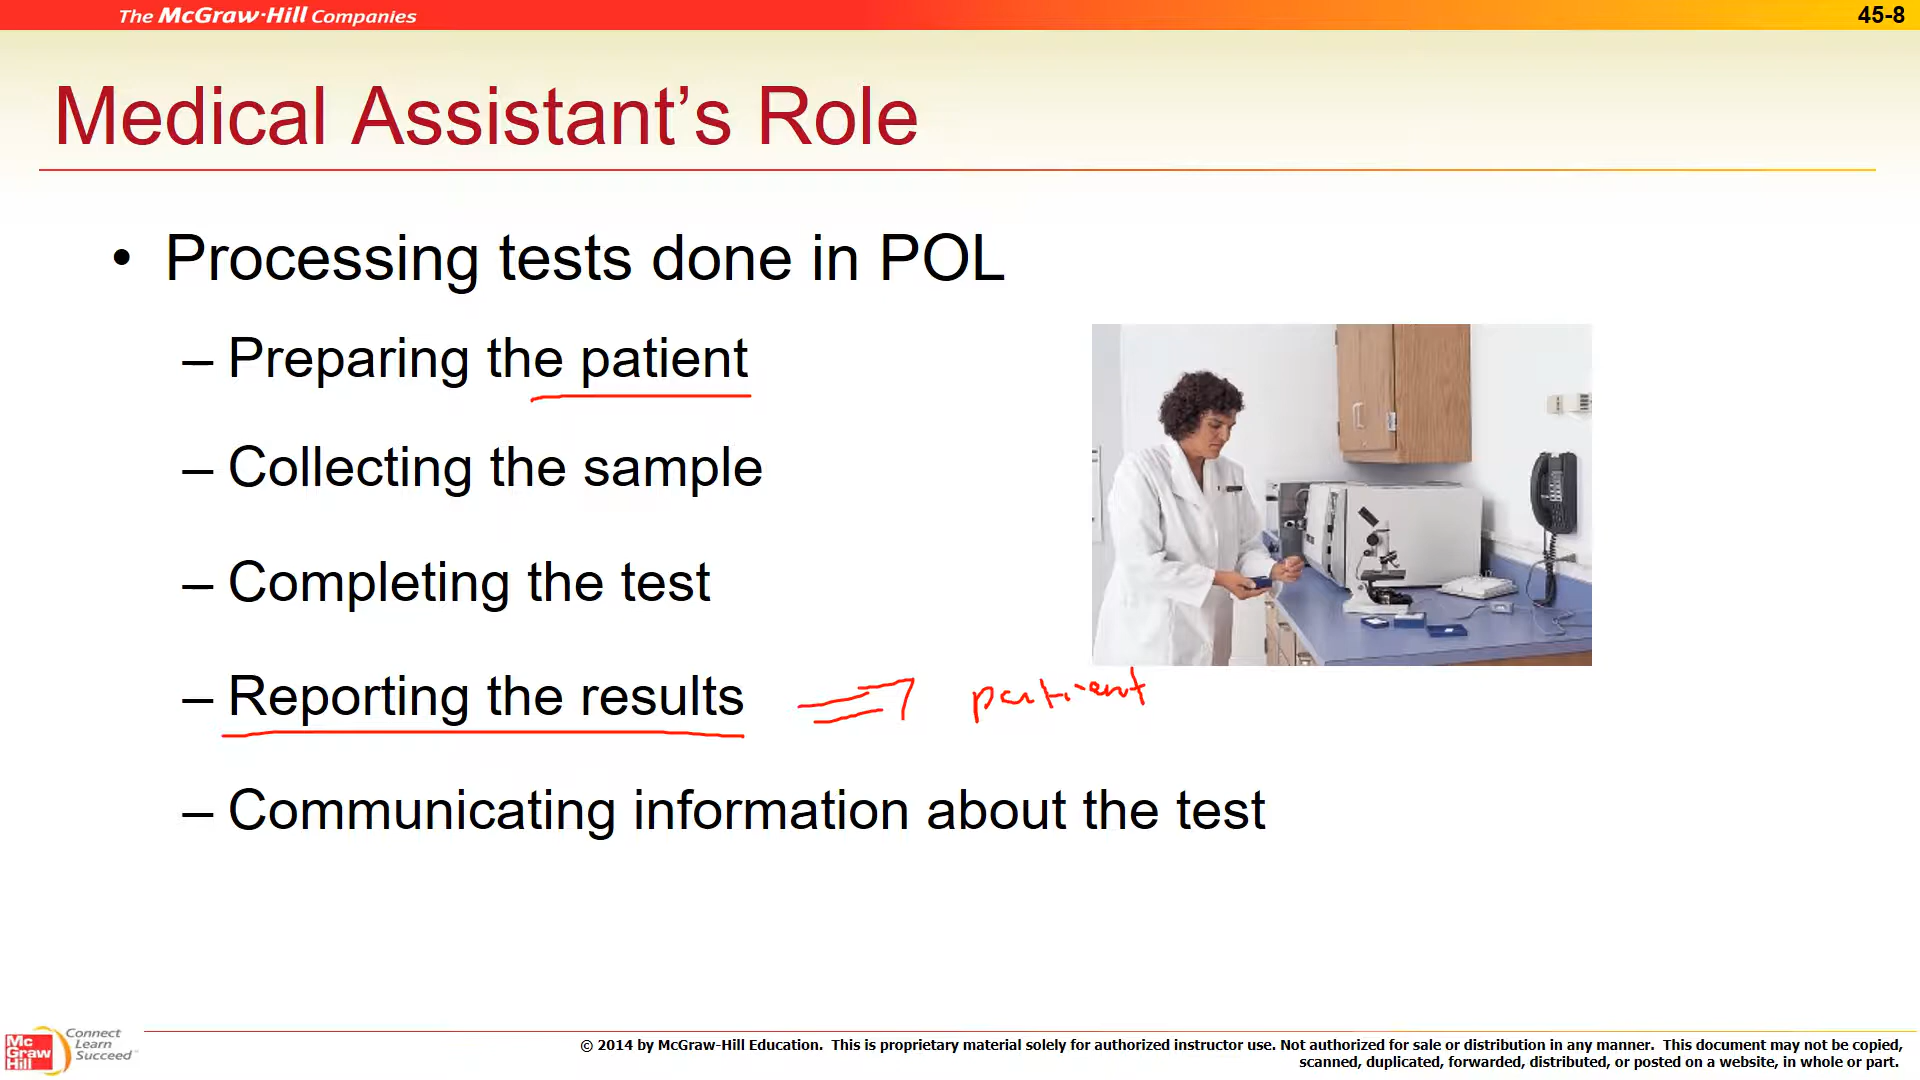 The McGraw-Hill Companies
45-8
Medical Assistant’s Role
• Processing tests done in POL
– Preparing the patient
– Collecting the sample
– Completing the test
– Reporting the results patient
– Communicating information about the test
Mc
Graw
Hill
Connect
Learn
Succeed™
© 2014 by McGraw-Hill Education. This is proprietary material solely for authorized instructor use. Not authorized for sale or distribution in any manner. This document may not be copied,
scanned, duplicated, forwarded, distributed, or posted on a website, in whole or part.